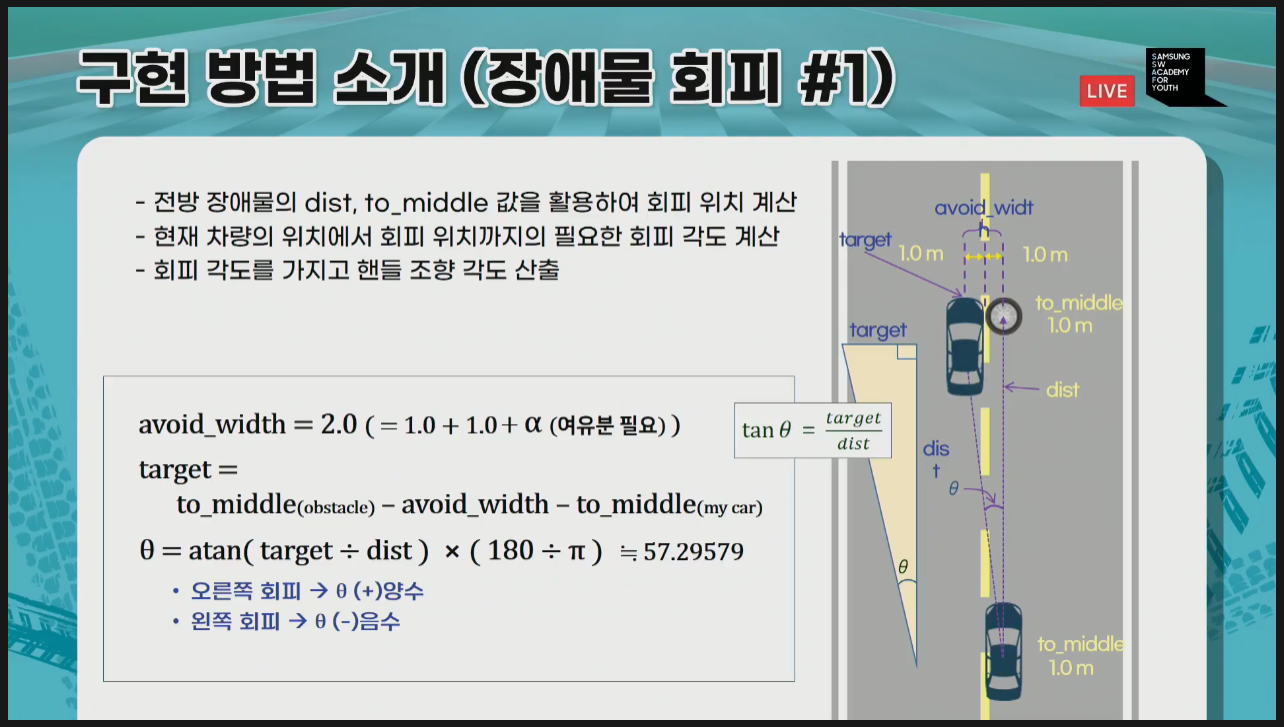 구현 방법 소개 (장애물 회피 #1)
LIVE
SAMSUNG
SW
ACADEMY
FOR
YOUTH
- 전방 장애물의 dist, to_middle 값을 활용하여 회피 위치 계산
- 현재 차량의 위치에서 회피 위치까지의 필요한 회피 각도 계산
- 회피 각도를 가지고 핸들 조향 각도 산출
avoid_width = 2.0 ( = 1.0 + 1.0 + α (여유분 필요) )
target =
to_middle(obstacle) – avoid_width – to_middle(my car)
θ = atan( target ÷ dist ) × ( 180 ÷ π ) ≒ 57.29579
• 오른쪽 회피 → θ (+)양수
• 왼쪽 회피 → θ (-)음수
tan θ = target / dist
avoid_widt
h
target
1.0 m
1.0 m
to_middle
1.0 m
target
dist
dis
t
θ
θ
to_middle
1.0 m